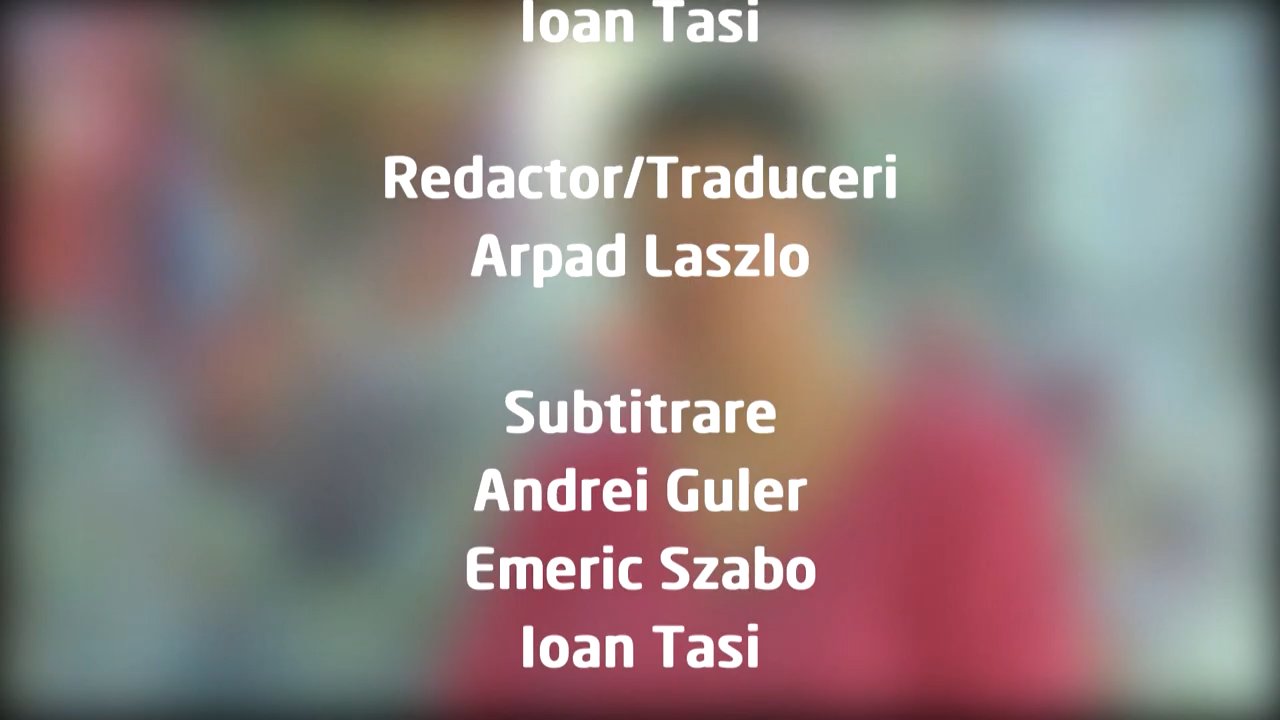 Ioan Tasi
Redactor/Traduceri
Arpad Laszlo
Subtitrare
Andrei Guler
Emeric Szabo
Ioan Tasi